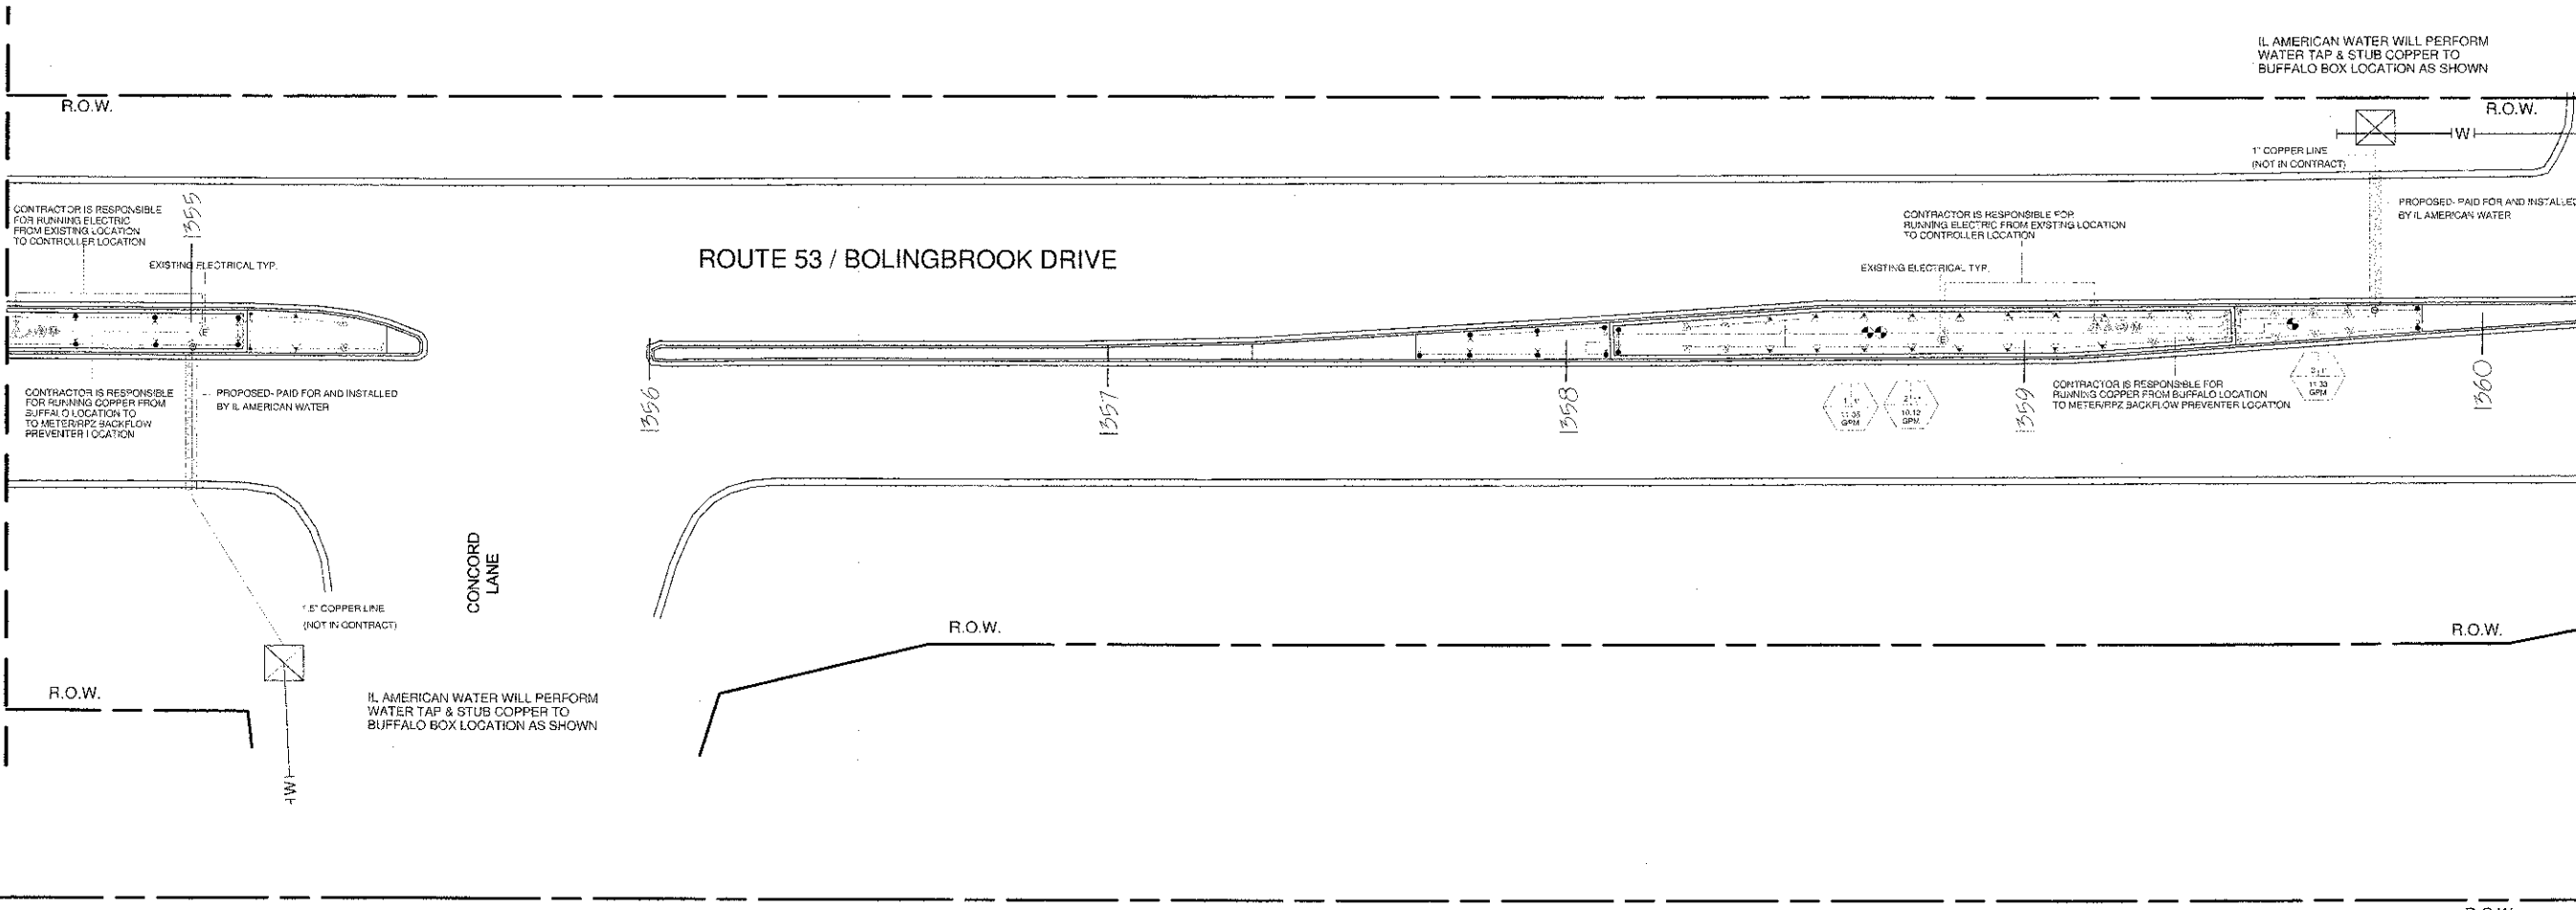 IL AMERICAN WATER WILL PERFORM
WATER TAP & STUB COPPER TO
BUFFALO BOX LOCATION AS SHOWN
R.O.W.
R.O.W.
W
1" COPPER LINE
(NOT IN CONTRACT)
PROPOSED- PAID FOR AND INSTALLED
BY IL AMERICAN WATER
CONTRACTOR IS RESPONSIBLE
FOR RUNNING ELECTRIC
FROM EXISTING LOCATION
TO CONTROLLER LOCATION
1355
EXISTING ELECTRICAL TYP.
ROUTE 53 / BOLINGBROOK DRIVE
CONTRACTOR IS RESPONSIBLE FOR
RUNNING ELECTRIC FROM EXISTING LOCATION
TO CONTROLLER LOCATION
EXISTING ELECTRICAL TYP.
E
E
CONTRACTOR IS RESPONSIBLE
FOR RUNNING COPPER FROM
BUFFALO LOCATION TO
TO METER/RPZ BACKFLOW
PREVENTER LOCATION
PROPOSED- PAID FOR AND INSTALLED
BY IL AMERICAN WATER
1356
1357
1358
GPM
10.12
GPM
1359
CONTRACTOR IS RESPONSIBLE FOR
RUNNING COPPER FROM BUFFALO LOCATION
TO METER/RPZ BACKFLOW PREVENTER LOCATION
11.33
GPM
1360
CONCORD
LANE
1.5" COPPER LINE
(NOT IN CONTRACT)
R.O.W.
R.O.W.
R.O.W.
IL AMERICAN WATER WILL PERFORM
WATER TAP & STUB COPPER TO
BUFFALO BOX LOCATION AS SHOWN
W